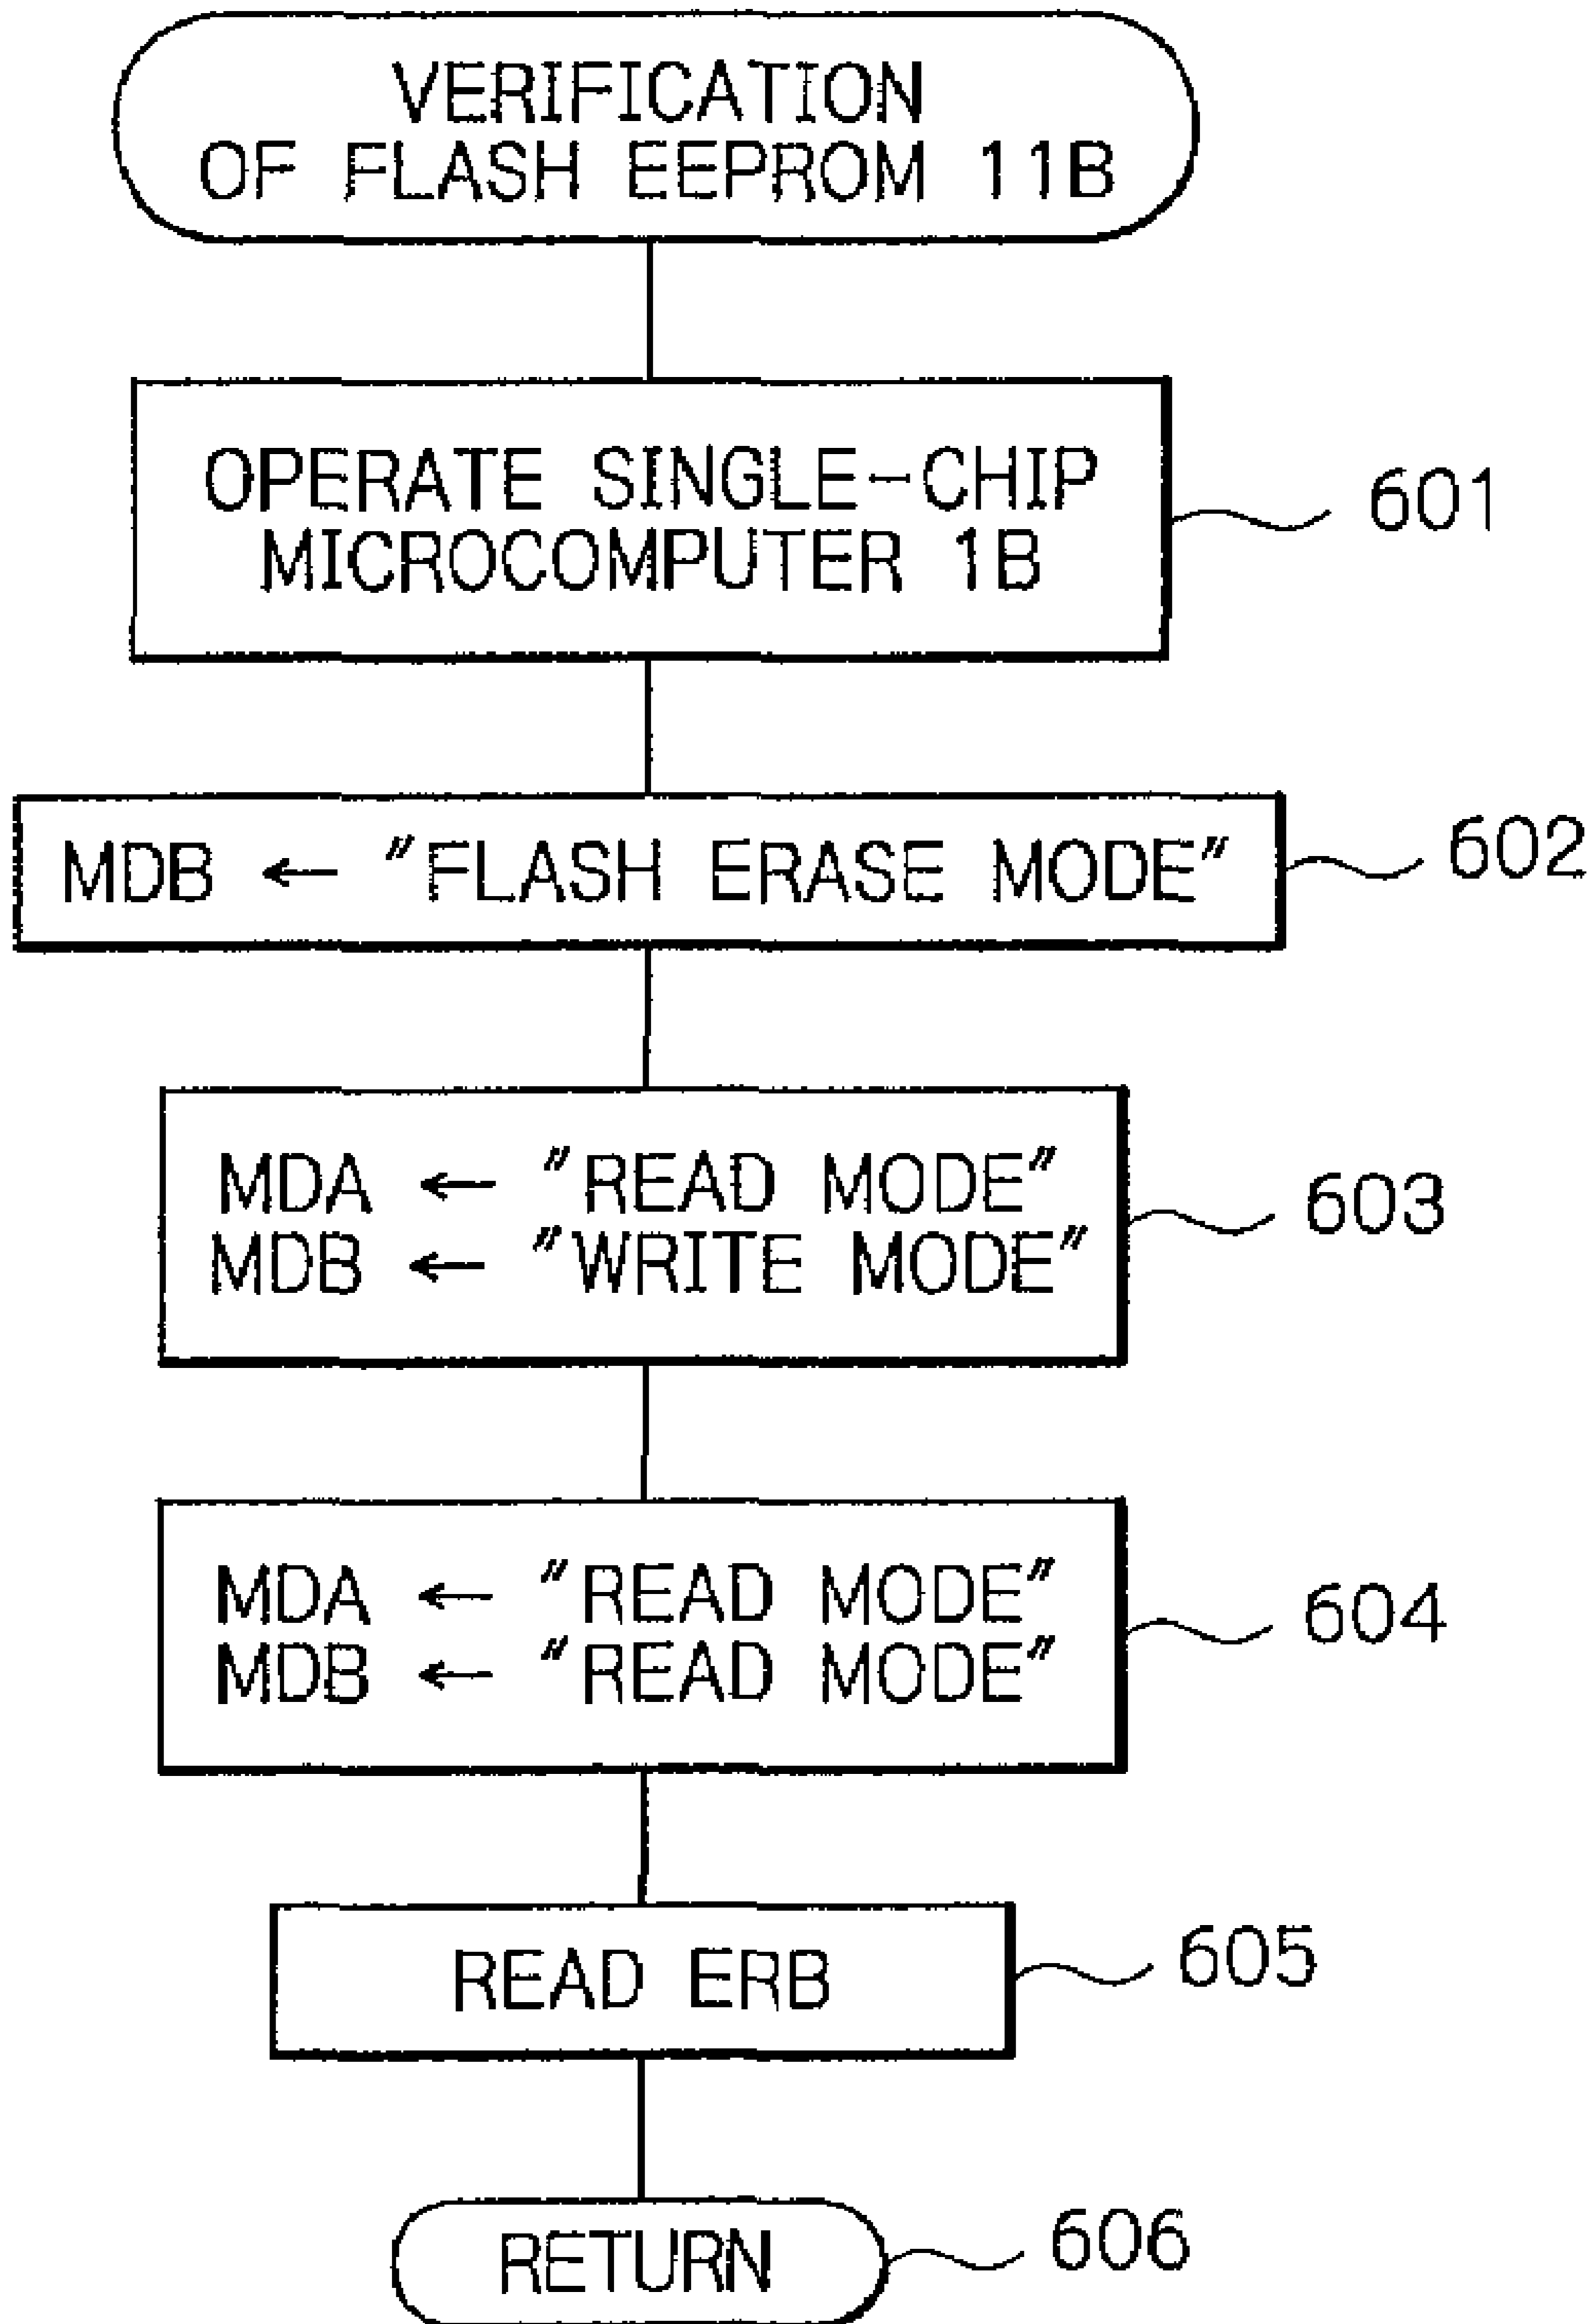 VERIFICATION
OF FLASH EEPROM 11B
OPERATE SINGLE-CHIP
MICROCOMPUTER 1B
601
MDB ← "FLASH ERASE MODE"
602
MDA ← "READ MODE"
MDB ← "WRITE MODE"
603
MDA ← "READ MODE"
MDB ← "READ MODE"
604
READ ERB
605
RETURN
606